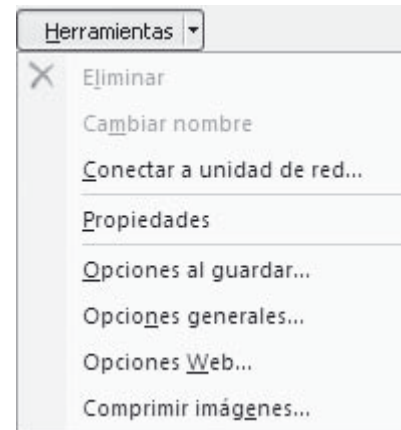 Herramientas
Eliminar
Cambiar nombre
Conectar a unidad de red...
Propiedades
Opciones al guardar...
Opciones generales...
Opciones Web...
Comprimir imágenes...